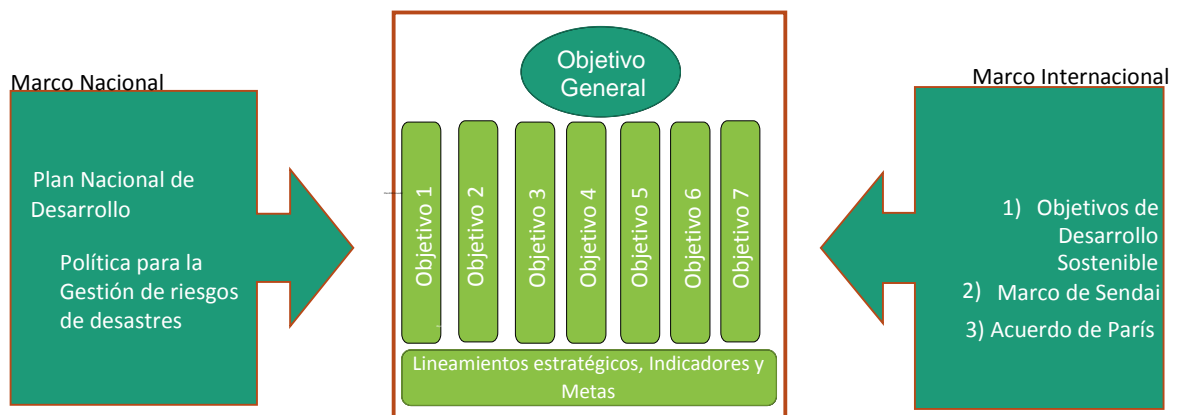 Marco Nacional
Plan Nacional de
Desarrollo
Política para la
Gestión de riesgos
de desastres
Objetivo
General
Objetivo 1
Objetivo 2
Objetivo 3
Objetivo 4
Objetivo 5
Objetivo 6
Objetivo 7
Lineamientos estratégicos, Indicadores y
Metas
Marco Internacional
1) Objetivos de
Desarrollo
Sostenible
2) Marco de Sendai
3) Acuerdo de París